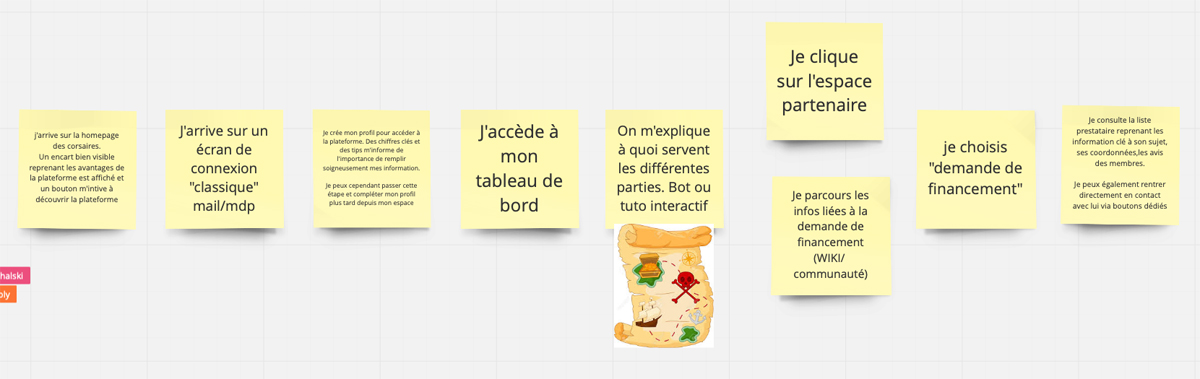 j'arrive sur la homepage
des corsaires.
Un encart bien visible
reprenant les avantages de
la plateforme est affiché et
un bouton m'intive à
découvrir la plateforme
J'arrive sur un
écran de
connexion
"classique"
mail/mdp
Je crée mon profil pour accéder à
la plateforme. Des chiffres clés et
des tips m'informe de
l'importance de remplir
soigneusement mes information.
Je peux cependant passer cette
étape et compléter mon profil
plus tard depuis mon espace
J'accède à
mon
tableau de
bord
On m'explique
à quoi servent
les différentes
parties. Bot ou
tuto interactif
Je clique
sur l'espace
partenaire
Je parcours les
infos liées à la
demande de
financement
(WIKI/
communauté)
je choisis
"demande de
financement"
Je consulte la liste
prestataire reprenant les
information clé à son sujet,
ses coordonnées,les avis
des membres.
Je peux également rentrer
directement en contact
avec lui via boutons dédiés
halski
oly